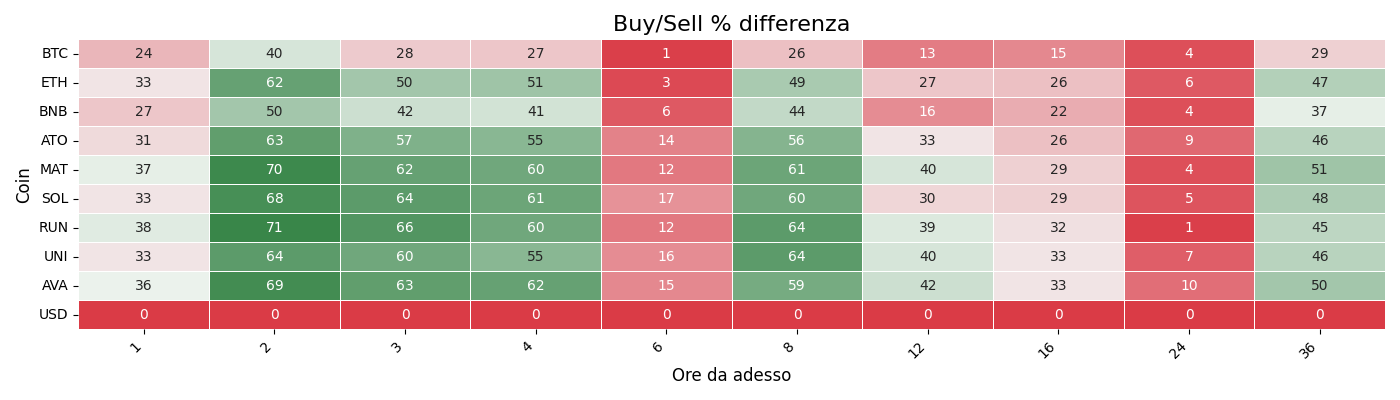 Buy/Sell % differenza
Coin
BTC 24 40 28 27 1 26 13 15 4 29
ETH 33 62 50 51 3 49 27 26 6 47
BNB 27 50 42 41 6 44 16 22 4 37
ATO 31 63 57 55 14 56 33 26 9 46
MAT 37 70 62 60 12 61 40 29 4 51
SOL 33 68 64 61 17 60 30 29 5 48
RUN 38 71 66 60 12 64 39 32 1 45
UNI 33 64 60 55 16 64 40 33 7 46
AVA 36 69 63 62 15 59 42 33 10 50
USD 0 0 0 0 0 0 0 0 0 0
1 2 3 4 6 8 12 16 24 36
Ore da adesso